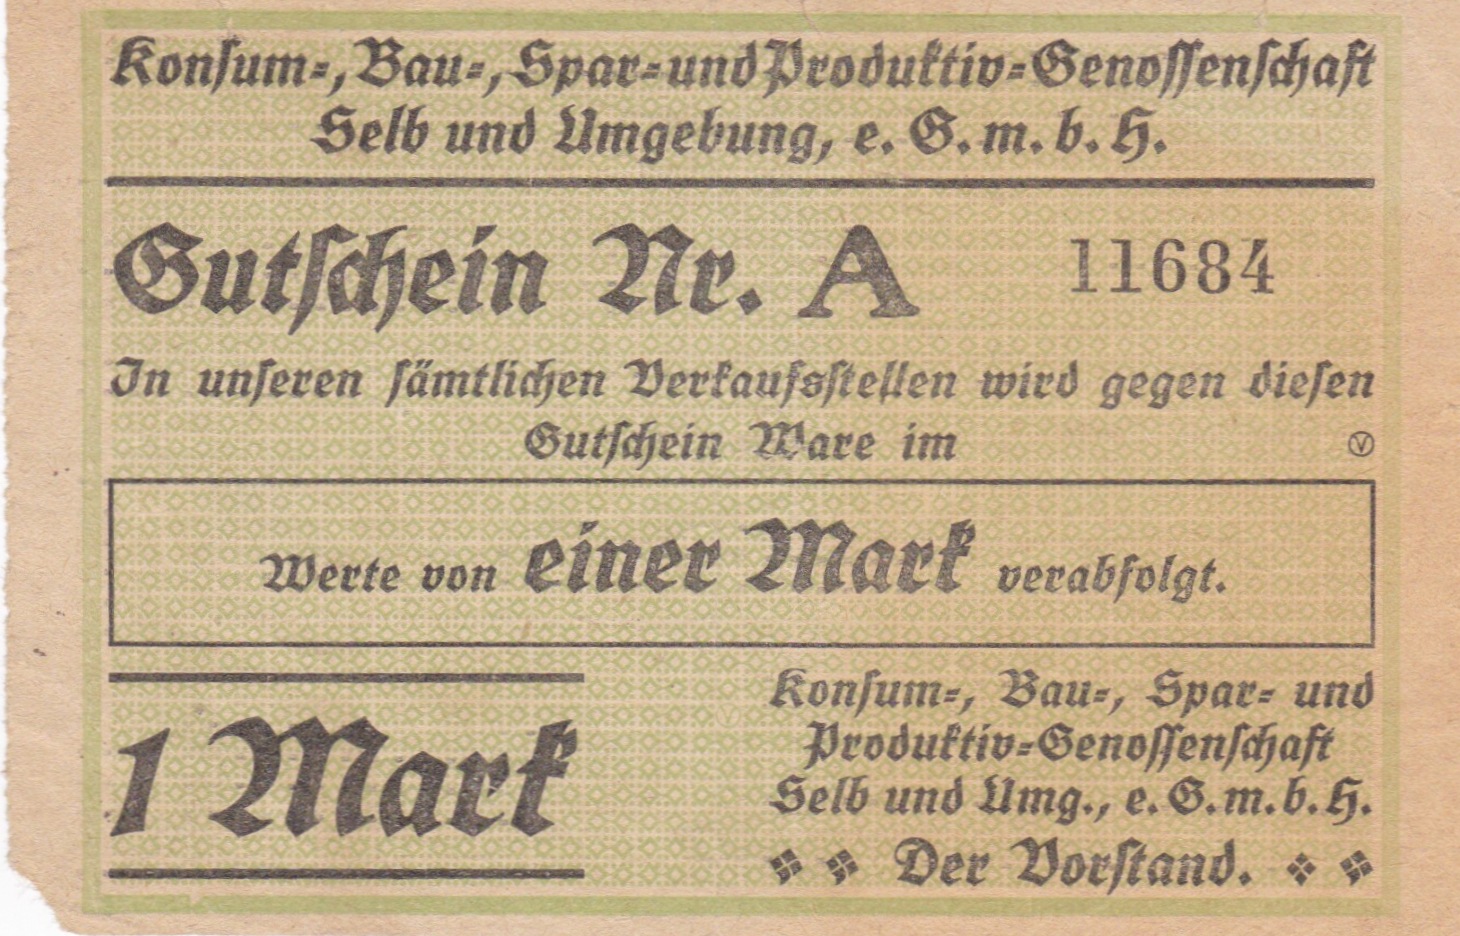 Konſum-, Bau-, Spar- und Produktiv-Genoſſenſchaft
Selb und Umgebung, e. G. m. b. H.
Gutſchein Nr. A 11684
In unſeren ſämtlichen Verkaufsſtellen wird gegen dieſen
Gutſchein Ware im
V
Werte von einer Mark verabfolgt.
1 Mark
Konſum-, Bau-, Spar- und
Produktiv-Genoſſenſchaft
Selb und Umg., e. G. m. b. H.
Der Vorſtand.